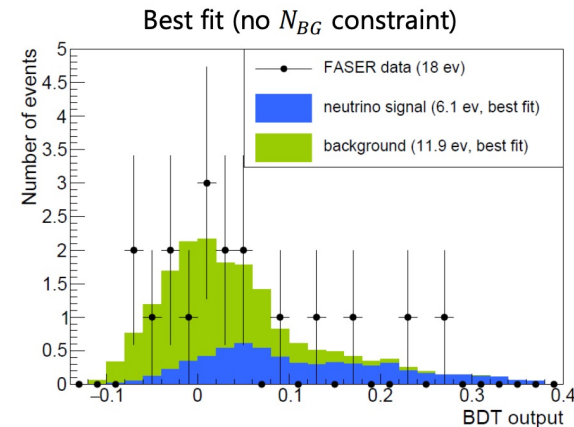 Best fit (no N_BG constraint)
Number of events
5
4.5
4
3.5
3
2.5
2
1.5
1
0.5
0
FASER data (18 ev)
neutrino signal (6.1 ev, best fit)
background (11.9 ev, best fit)
−0.1 0 0.1 0.2 0.3 0.4
BDT output